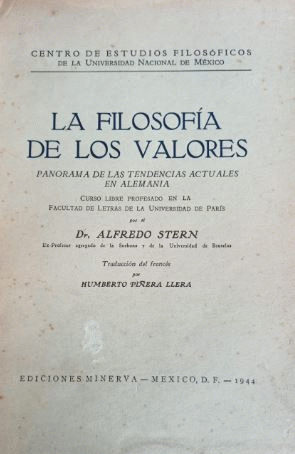 CENTRO DE ESTUDIOS FILOSÓFICOS
DE LA UNIVERSIDAD NACIONAL DE MÉXICO
LA FILOSOFÍA
DE LOS VALORES
PANORAMA DE LAS TENDENCIAS ACTUALES
EN ALEMANIA
CURSO LIBRE PROFESADO EN LA
FACULTAD DE LETRAS DE LA UNIVERSIDAD DE PARÍS
por el
Dr. ALFREDO STERN
Ex-Profesor agregado de la Sorbona y de la Universidad de Bruselas
Traducción del francés
por
HUMBERTO PIÑERA LLERA
EDICIONES MINERVA — MEXICO, D. F. — 1944